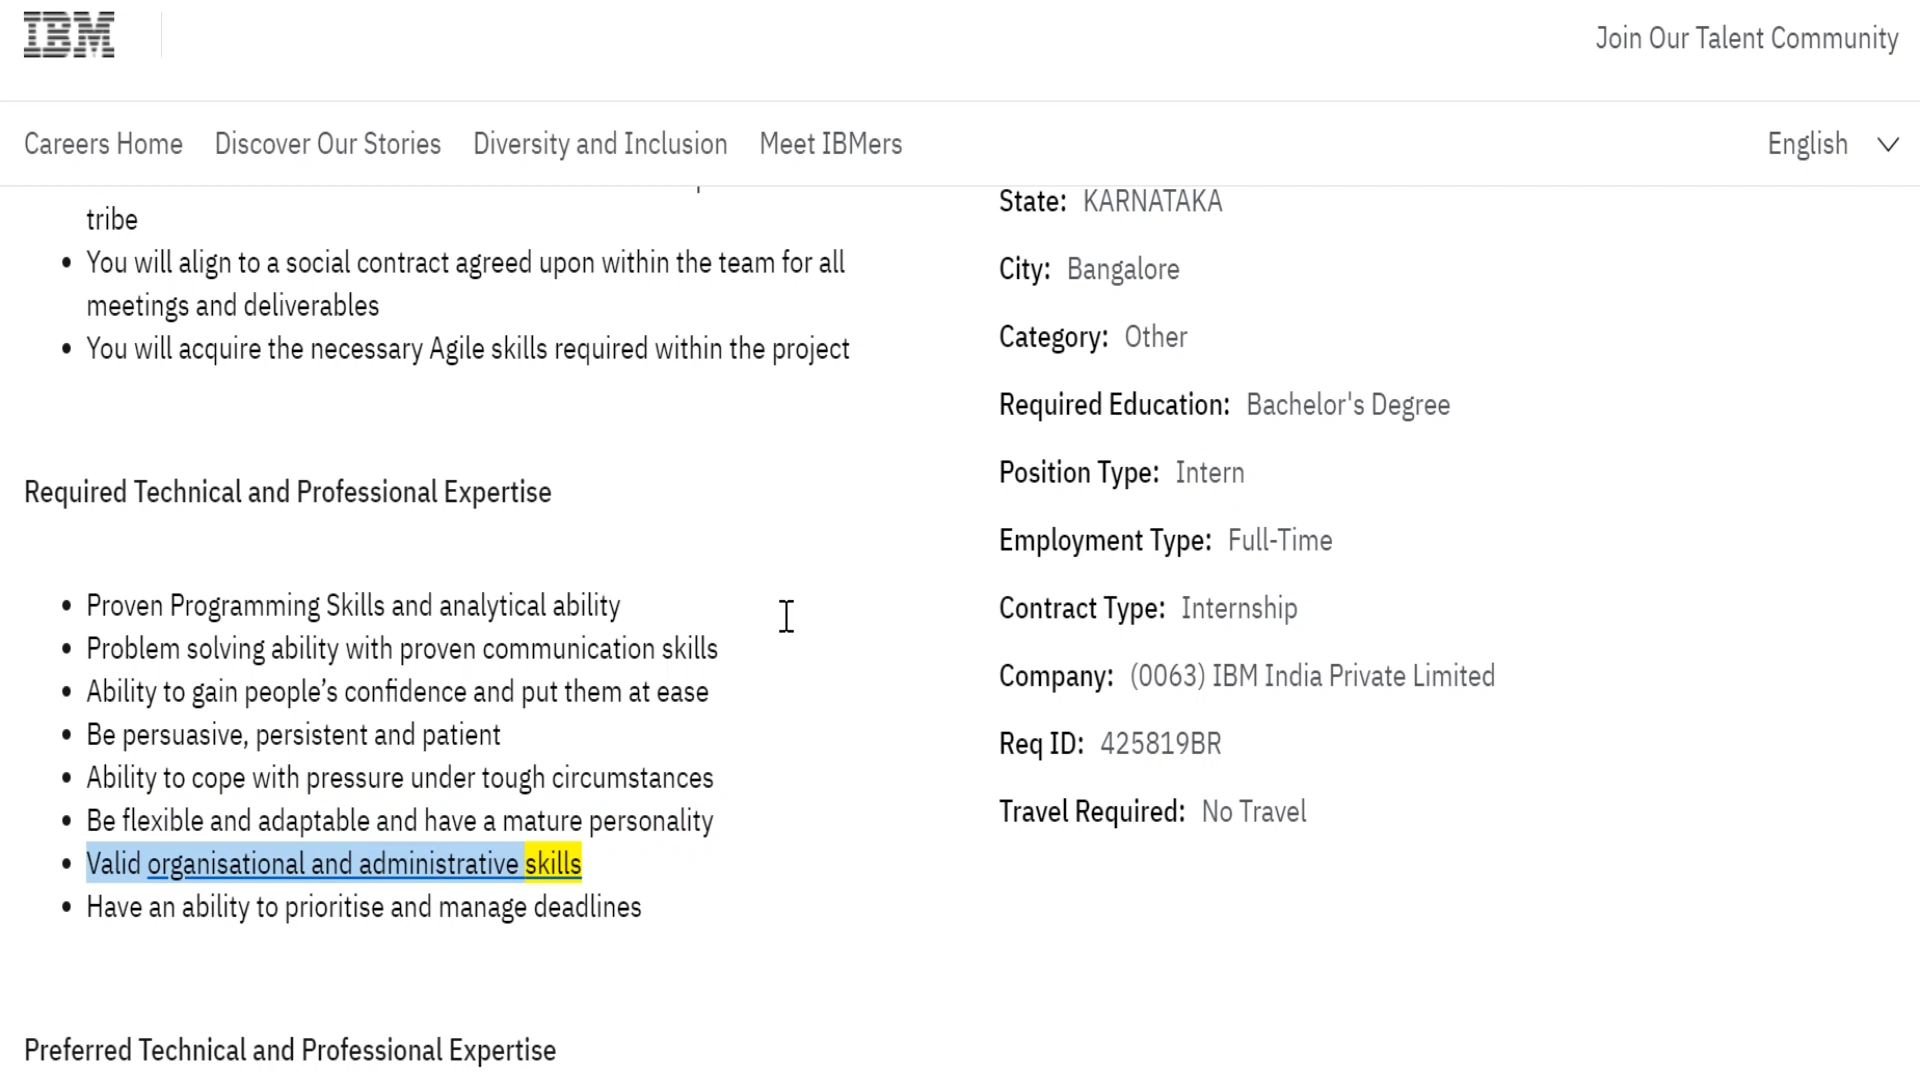 IBM
Join Our Talent Community
Careers Home
Discover Our Stories
Diversity and Inclusion
Meet IBMers
English
tribe
• You will align to a social contract agreed upon within the team for all
meetings and deliverables
• You will acquire the necessary Agile skills required within the project
Required Technical and Professional Expertise
• Proven Programming Skills and analytical ability
• Problem solving ability with proven communication skills
• Ability to gain people’s confidence and put them at ease
• Be persuasive, persistent and patient
• Ability to cope with pressure under tough circumstances
• Be flexible and adaptable and have a mature personality
• Valid organisational and administrative skills
• Have an ability to prioritise and manage deadlines
Preferred Technical and Professional Expertise
State: KARNATAKA
City: Bangalore
Category: Other
Required Education: Bachelor's Degree
Position Type: Intern
Employment Type: Full-Time
Contract Type: Internship
Company: (0063) IBM India Private Limited
Req ID: 425819BR
Travel Required: No Travel